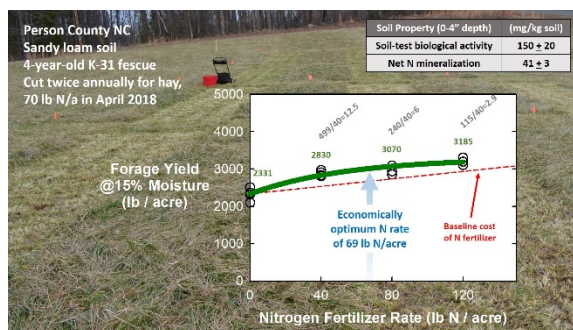 Person County NC
Sandy loam soil
4-year-old K-31 fescue
Cut twice annually for hay,
70 lb N/a in April 2018
Soil Property (0-4" depth) (mg/kg soil)
Soil-test biological activity 150 ± 20
Net N mineralization 41 ± 3
5000
4000
3000
2000
1000
0
Forage Yield
@15% Moisture
(lb / acre)
499/40=12.5
240/40=6
115/40=2.9
2331
2830
3070
3185
Economically
optimum N rate
of 69 lb N/acre
Baseline cost
of N fertilizer
0 40 80 120
Nitrogen Fertilizer Rate (lb N / acre)